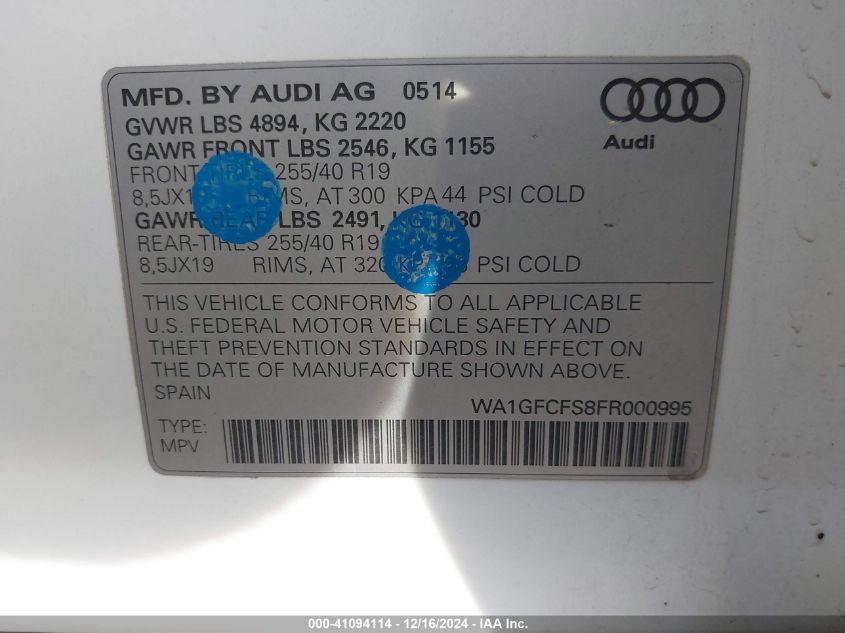 MFD. BY AUDI AG 0514
GVWR LBS 4894, KG 2220
GAWR FRONT LBS 2546, KG 1155
FRONT 255/40 R19
8,5JX1 RIMS, AT 300 KPA 44 PSI COLD
GAWR LBS 2491,
REAR-TIRES 255/40 R19
8,5JX19 RIMS, AT 320 PSI COLD
Audi
THIS VEHICLE CONFORMS TO ALL APPLICABLE
U.S. FEDERAL MOTOR VEHICLE SAFETY AND
THEFT PREVENTION STANDARDS IN EFFECT ON
THE DATE OF MANUFACTURE SHOWN ABOVE.
SPAIN
WA1GFCFS8FR000995
TYPE:
MPV
000-41094114 - 12/16/2024 - IAA Inc.